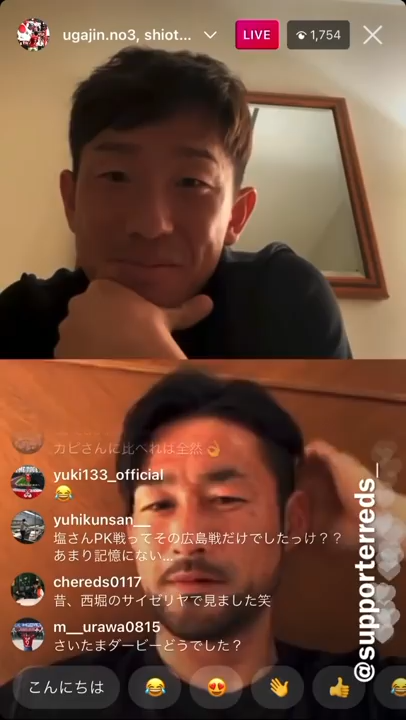 ugajin.no3, shiot...
LIVE
1,754
カビさんに比べれは全然👌
yuki133_official
😂
yuhikunsan__
塩さんPK戦ってその広島戦だけでしたっけ？？
あまり記憶にない...
chereds0117
昔、西堀のサイゼリヤで見ました笑
m__urawa0815
さいたまダービーどうでした？
こんにちは
😂
😍
👋
👍
@supporterreds_